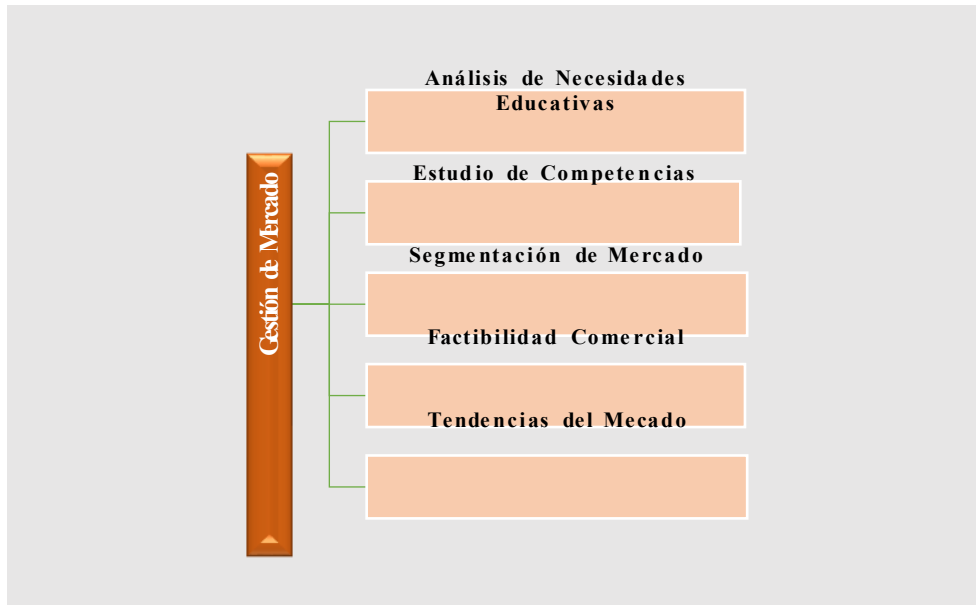 Gestión de Mercado
Análisis de Necesidades
Educativas
Estudio de Competencias
Segmentación de Mercado
Factibilidad Comercial
Tendencias del Mecado